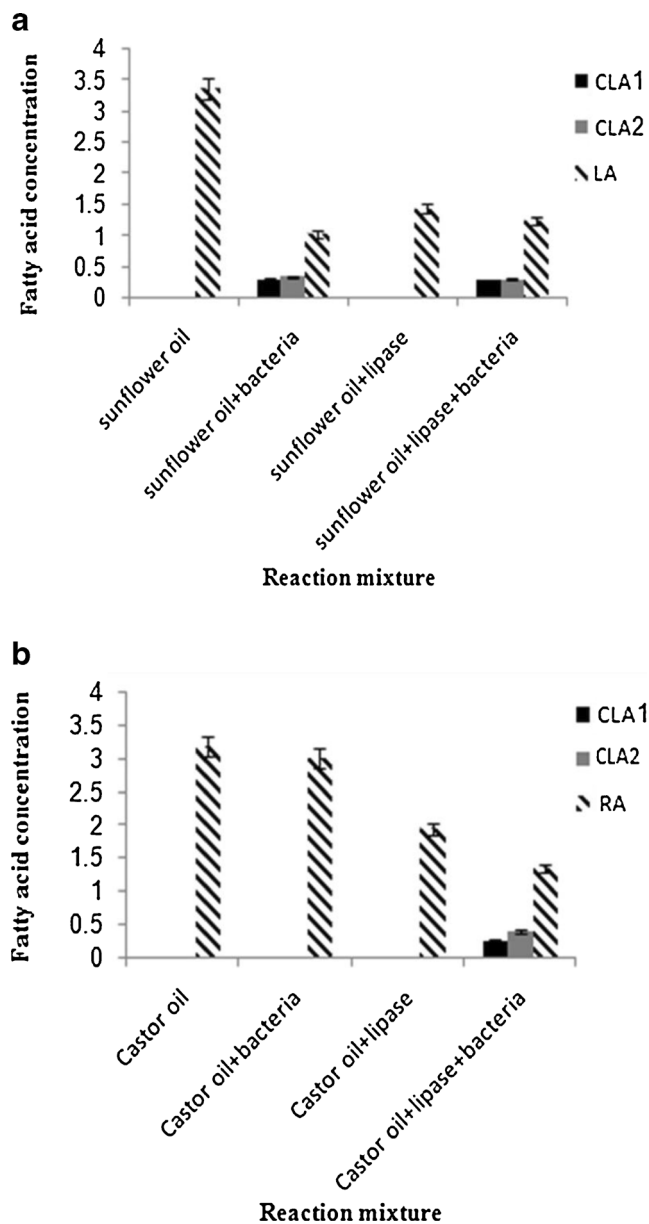 a
Fatty acid concentration
4
3.5
3
2.5
2
1.5
1
0.5
0
CLA1
CLA2
LA
sunflower oil
sunflower oil+bacteria
sunflower oil+lipase
sunflower oil+lipase+bacteria
Reaction mixture
b
Fatty acid concentration
4
3.5
3
2.5
2
1.5
1
0.5
0
CLA1
CLA2
RA
Castor oil
Castor oil+bacteria
Castor oil+lipase
Castor oil+lipase+bacteria
Reaction mixture